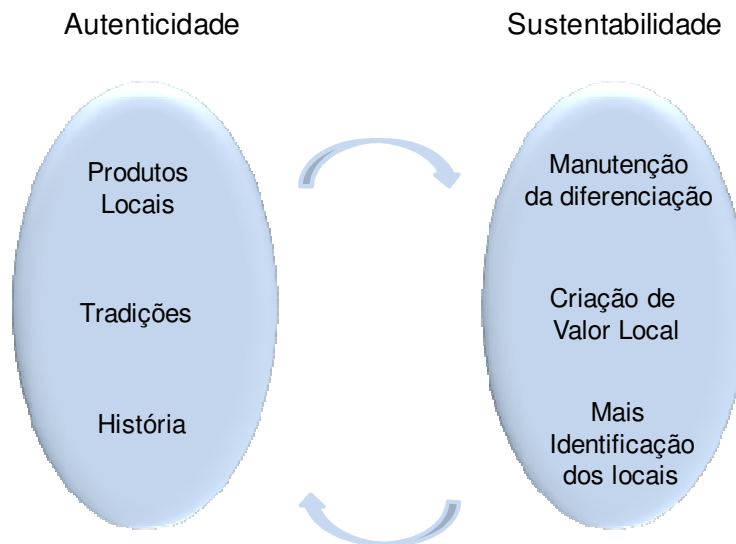 Autenticidade
Sustentabilidade
Produtos
Locais
Tradições
História
Manutenção
da diferenciação
Criação de
Valor Local
Mais
Identificação
dos locais